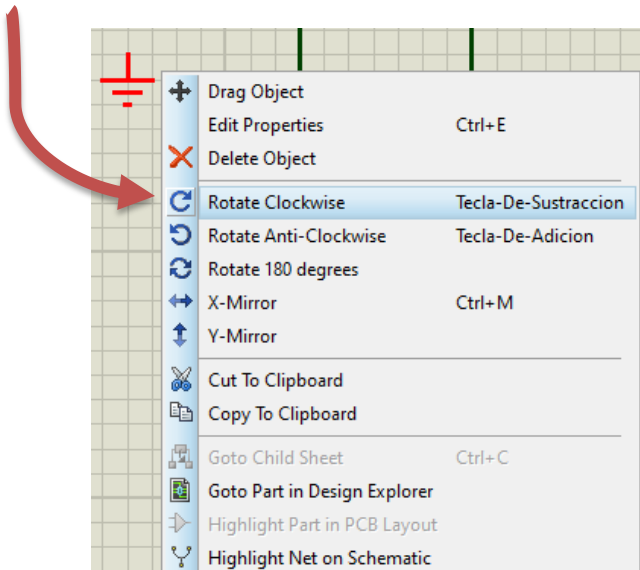 Drag Object
Edit Properties Ctrl+E
Delete Object
Rotate Clockwise Tecla-De-Sustraccion
Rotate Anti-Clockwise Tecla-De-Adicion
Rotate 180 degrees
X-Mirror Ctrl+M
Y-Mirror
Cut To Clipboard
Copy To Clipboard
Goto Child Sheet Ctrl+C
Goto Part in Design Explorer
Highlight Part in PCB Layout
Highlight Net on Schematic